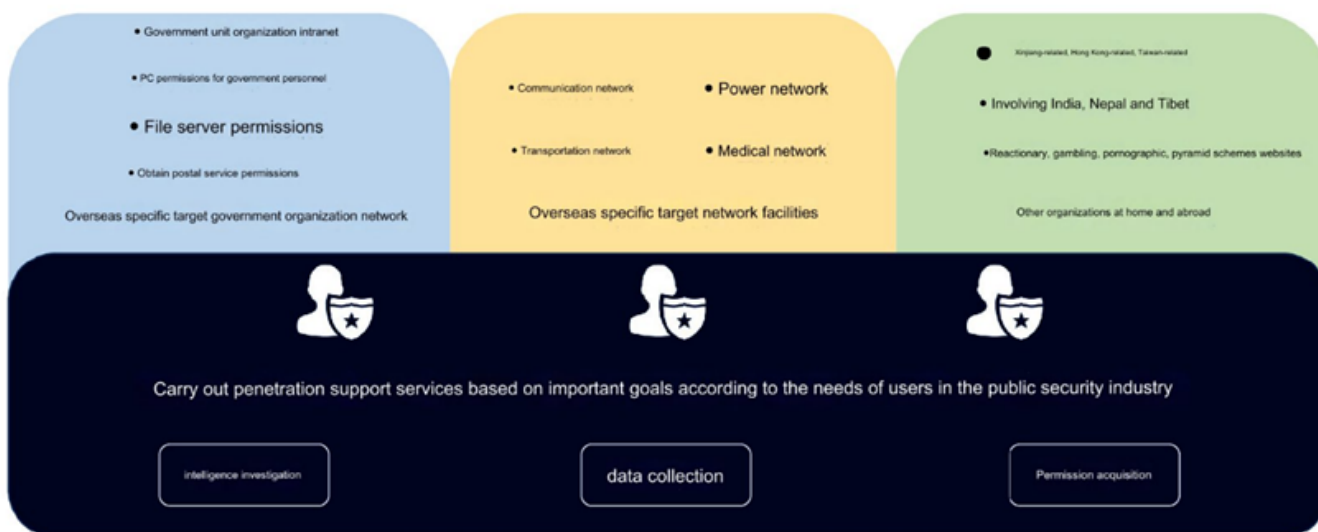 • Government unit organization intranet
• PC permissions for government personnel
• File server permissions
• Obtain postal service permissions
Overseas specific target government organization network
• Communication network
• Power network
• Transportation network
• Medical network
Overseas specific target network facilities
• Xinjiang-related, Hong Kong-related, Taiwan-related
• Involving India, Nepal and Tibet
•Reactionary, gambling, pornographic, pyramid schemes websites
Other organizations at home and abroad
Carry out penetration support services based on important goals according to the needs of users in the public security industry
intelligence investigation
data collection
Permission acquisition